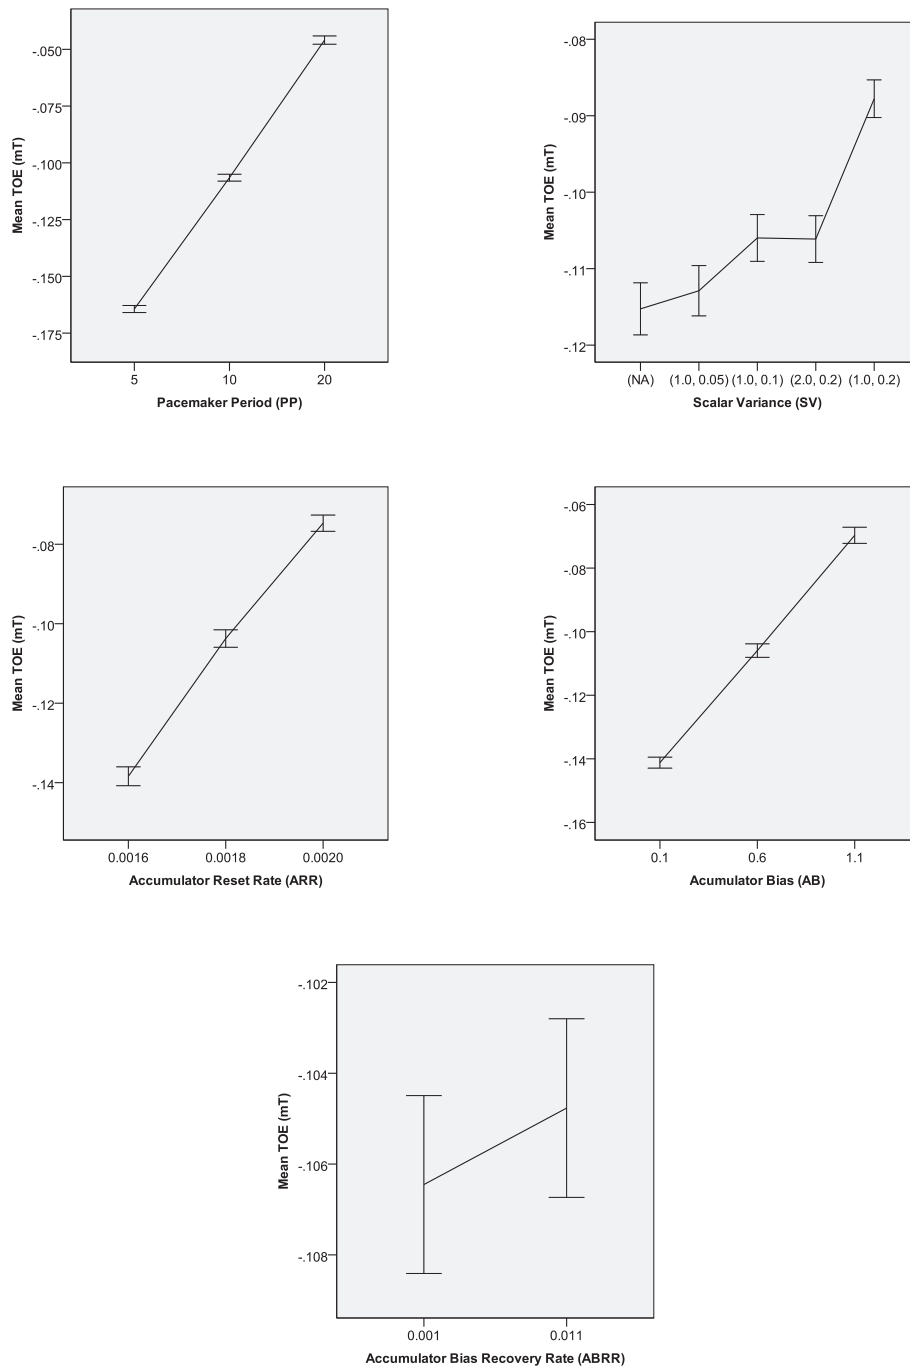 Mean TOE (mT)
-.050
-.075
-.100
-.125
-.150
-.175
5 10 20
Pacemaker Period (PP)
Mean TOE (mT)
-.08
-.09
-.10
-.11
-.12
(NA) (1.0, 0.05) (1.0, 0.1) (2.0, 0.2) (1.0, 0.2)
Scalar Variance (SV)
Mean TOE (mT)
-.08
-.10
-.12
-.14
0.0016 0.0018 0.0020
Accumulator Reset Rate (ARR)
Mean TOE (mT)
-.06
-.08
-.10
-.12
-.14
-.16
0.1 0.6 1.1
Acumulator Bias (AB)
Mean TOE (mT)
-.102
-.104
-.106
-.108
0.001 0.011
Accumulator Bias Recovery Rate (ABRR)